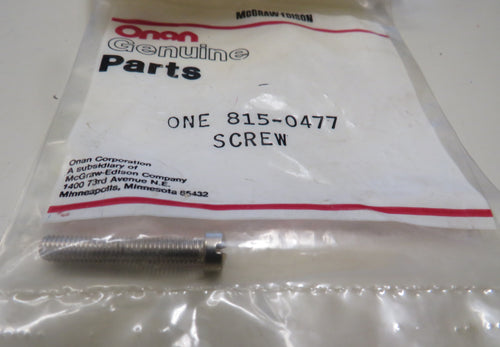 McGRAW-EDISON
Onan
Genuine
Parts
ONE 815-0477
SCREW
Onan Corporation
A subsidiary of
McGraw-Edison Company
1400 73rd Avenue N.E.
Minneapolis, Minnesota 55432